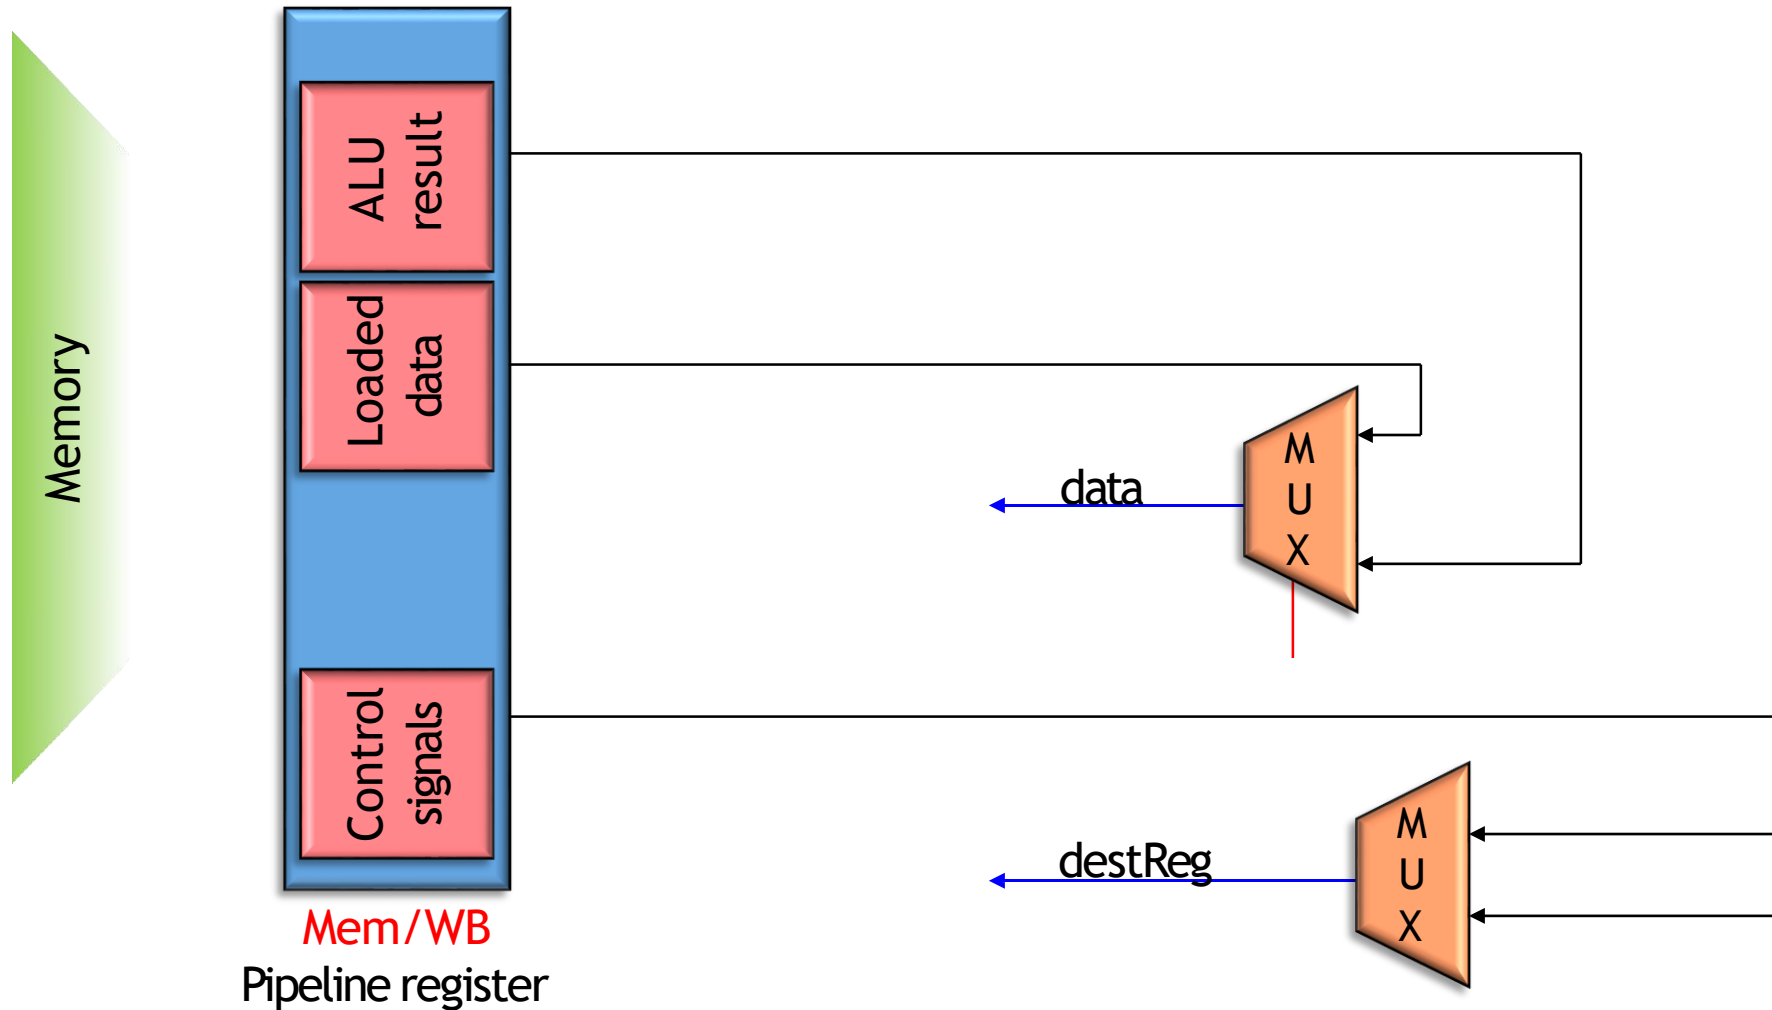 Memory
ALU
result
Loaded
data
Control
signals
Mem/WB
Pipeline register
data
M
U
X
destReg
M
U
X